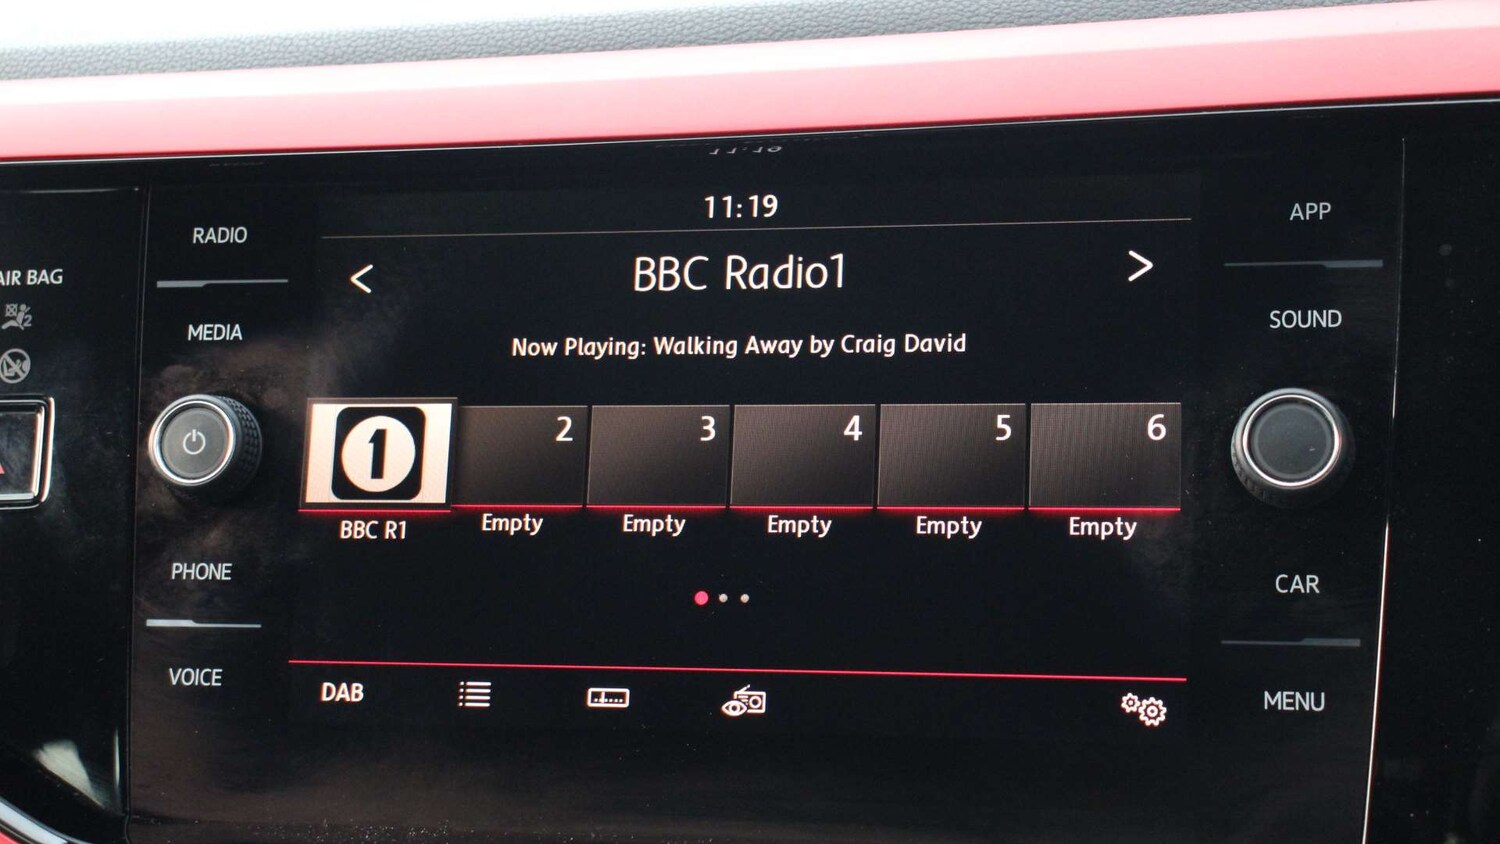 11:19
RADIO
APP
BBC Radio1
< >
AIR BAG
MEDIA
SOUND
Now Playing: Walking Away by Craig David
1 2 3 4 5 6
BBC R1 Empty Empty Empty Empty Empty
PHONE
CAR
VOICE
DAB
MENU